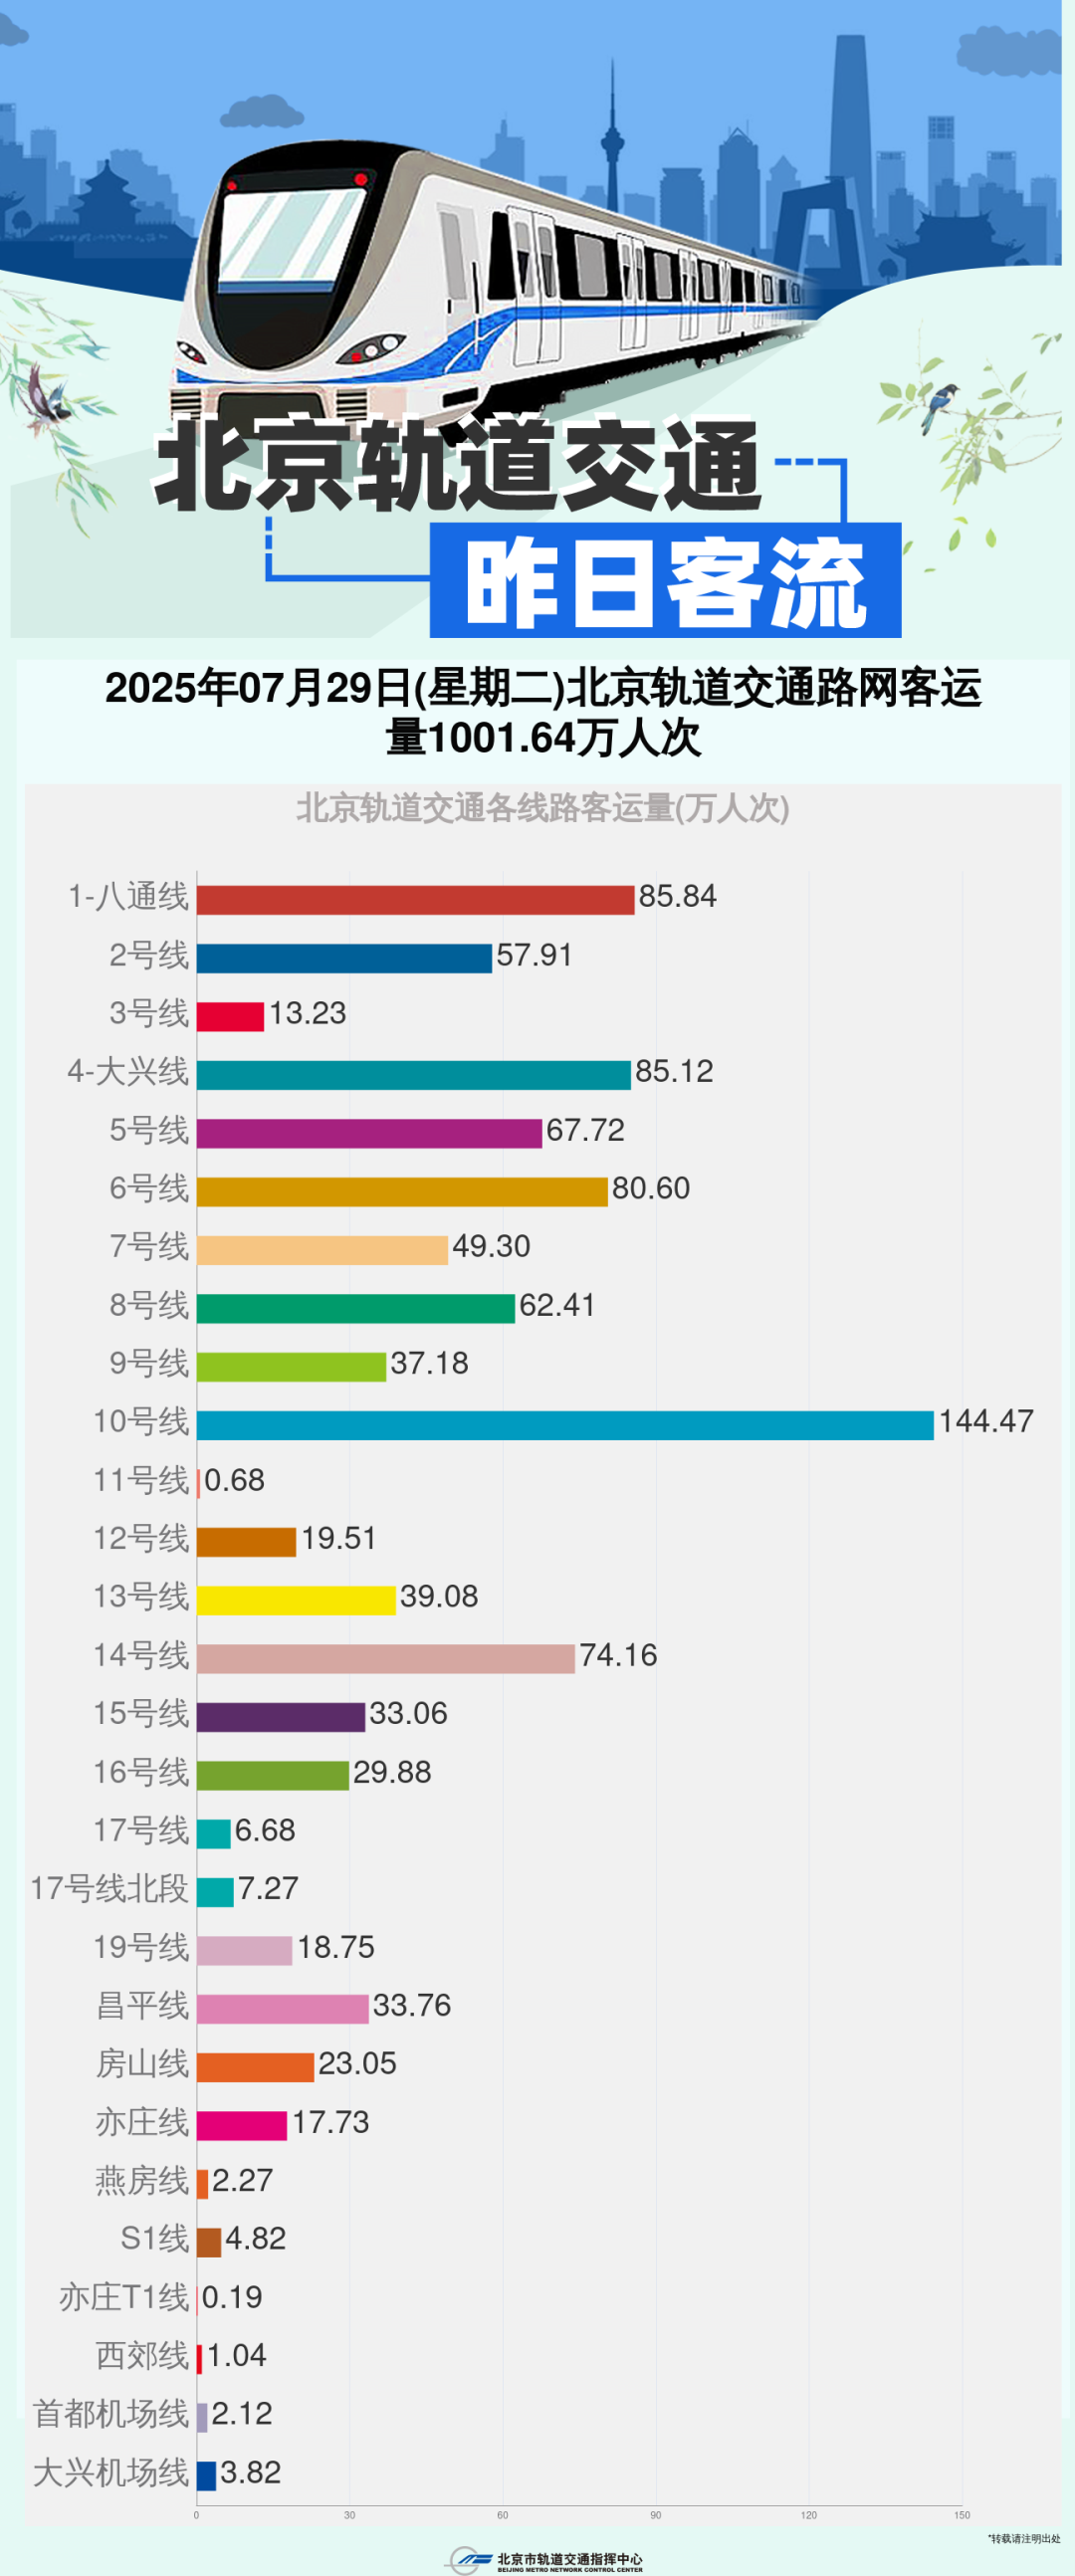 北京轨道交通
昨日客流
2025年07月29日(星期二)北京轨道交通路网客运
量1001.64万人次
北京轨道交通各线路客运量(万人次)
1-八通线 85.84
2号线 57.91
3号线 13.23
4-大兴线 85.12
5号线 67.72
6号线 80.60
7号线 49.30
8号线 62.41
9号线 37.18
10号线 144.47
11号线 0.68
12号线 19.51
13号线 39.08
14号线 74.16
15号线 33.06
16号线 29.88
17号线 6.68
17号线北段 7.27
19号线 18.75
昌平线 33.76
房山线 23.05
亦庄线 17.73
燕房线 2.27
S1线 4.82
亦庄T1线 0.19
西郊线 1.04
首都机场线 2.12
大兴机场线 3.82
0 30 60 90 120 150
*转载请注明出处
北京市轨道交通指挥中心
BEIJING METRO NETWORK CONTROL CENTER